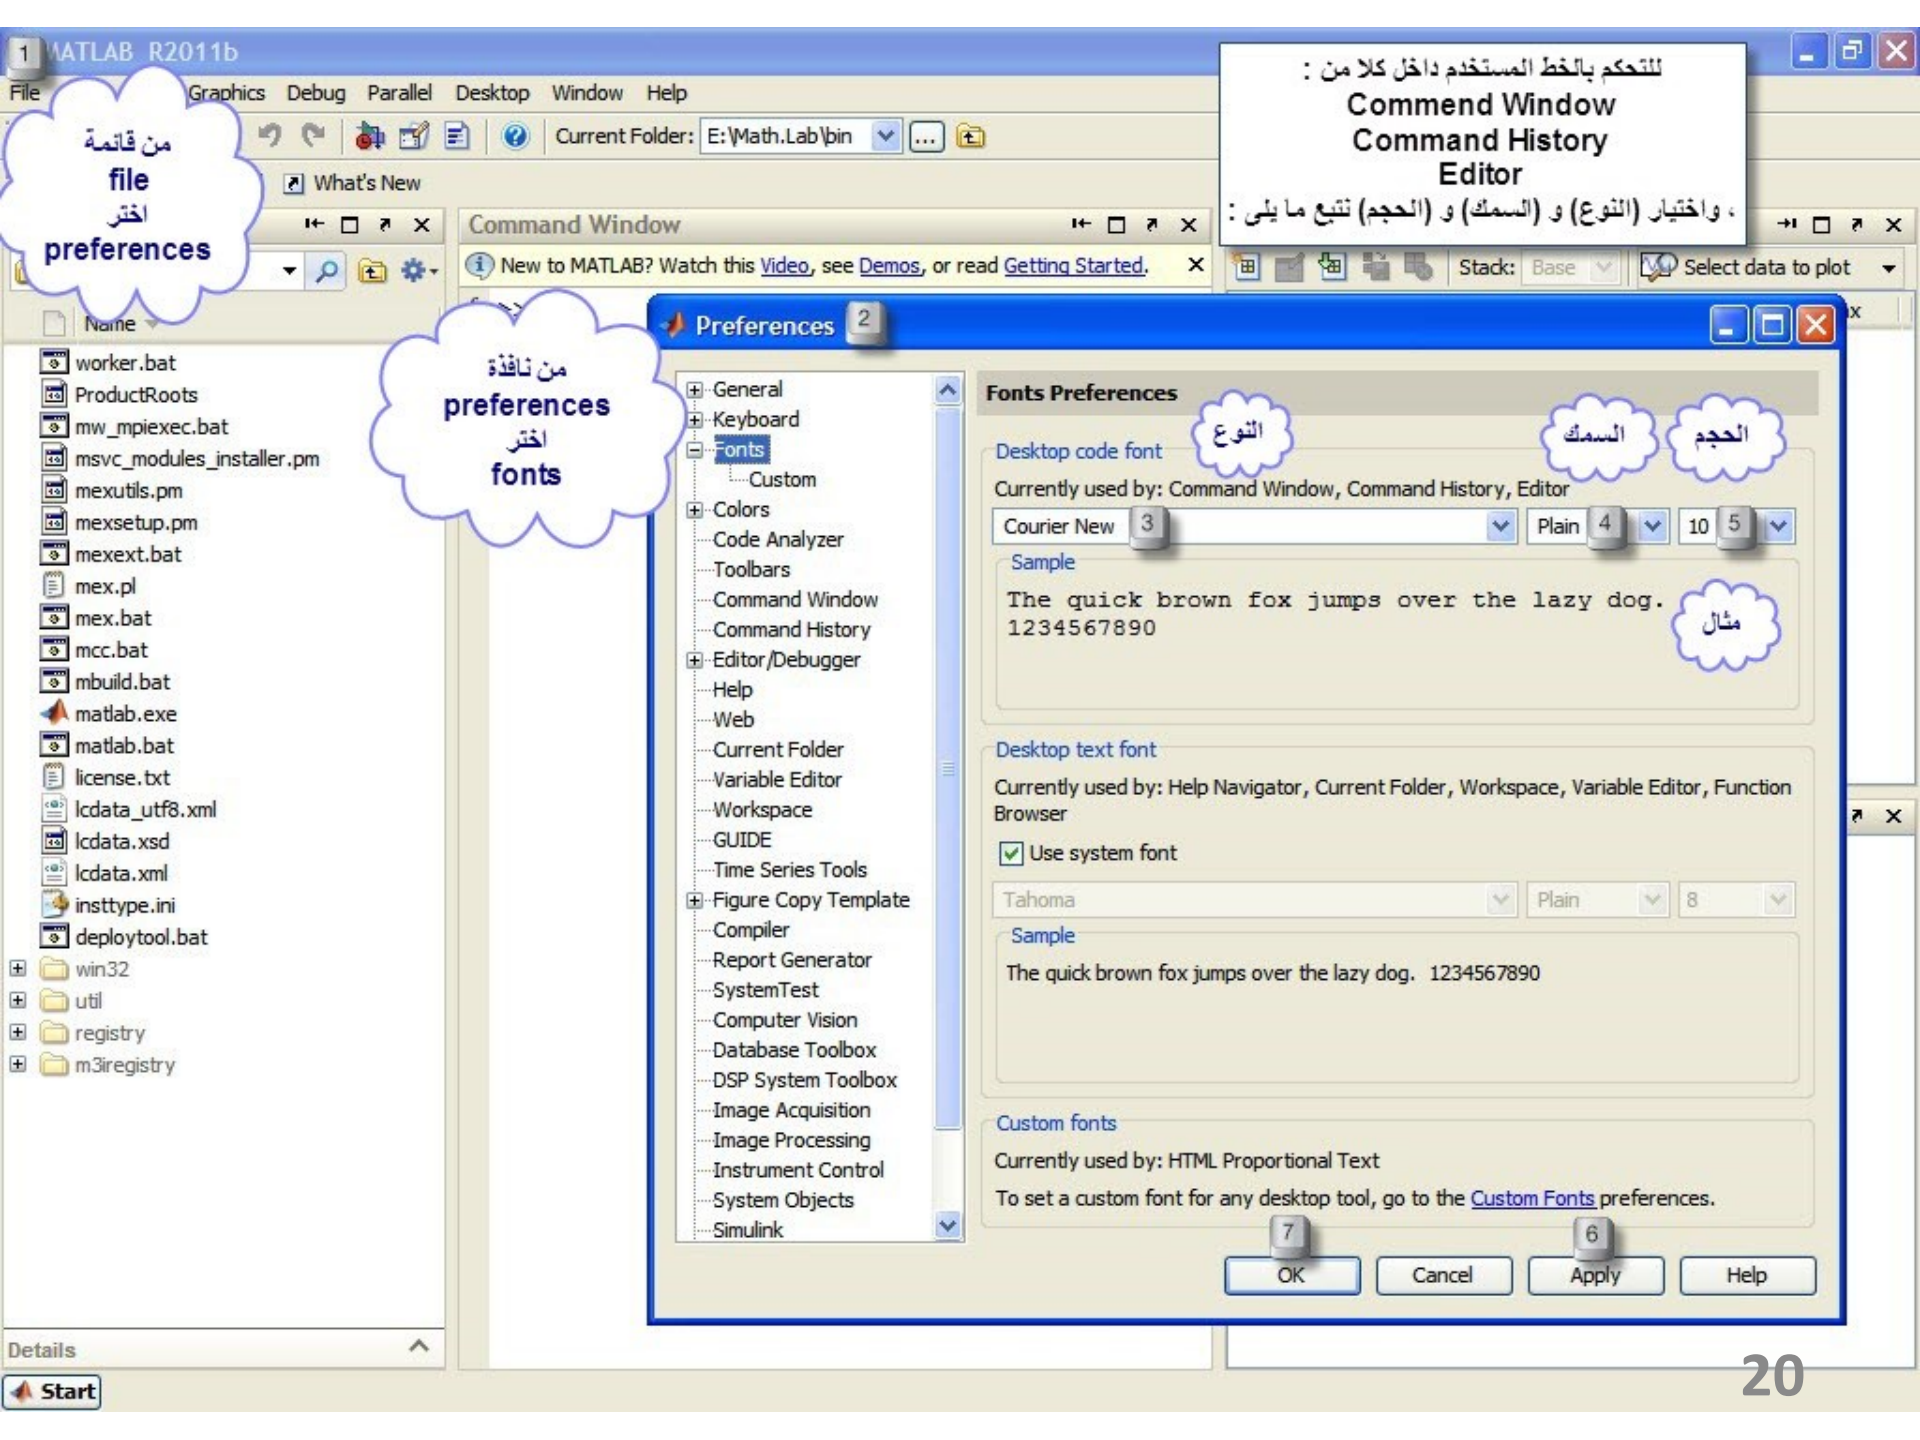 1
MATLAB R2011b
File
Graphics Debug Parallel Desktop Window Help
من قائمة
file
اختر
preferences
Current Folder: E:\Math.Lab\bin
What's New
للتحكم بالخط المستخدم داخل كلا من :
Commend Window
Command History
Editor
، واختيار (النوع) و (السمك) و (الحجم) نتبع ما يلى :
Command Window
New to MATLAB? Watch this Video, see Demos, or read Getting Started.
Stack: Base
Select data to plot
Name
worker.bat
ProductRoots
mw_mpiexec.bat
msvc_modules_installer.pm
mexutils.pm
mexsetup.pm
mexext.bat
mex.pl
mex.bat
mcc.bat
mbuild.bat
matlab.exe
matlab.bat
license.txt
lcdata_utf8.xml
lcdata.xsd
lcdata.xml
insttype.ini
deploytool.bat
win32
util
registry
m3iregistry
Details
Start
من نافذة
preferences
اختر
fonts
Preferences 2
General
Keyboard
Fonts
Custom
Colors
Code Analyzer
Toolbars
Command Window
Command History
Editor/Debugger
Help
Web
Current Folder
Variable Editor
Workspace
GUIDE
Time Series Tools
Figure Copy Template
Compiler
Report Generator
SystemTest
Computer Vision
Database Toolbox
DSP System Toolbox
Image Acquisition
Image Processing
Instrument Control
System Objects
Simulink
Fonts Preferences
النوع
السمك
الحجم
Desktop code font
Currently used by: Command Window, Command History, Editor
Courier New 3 Plain 4 10 5
Sample
The quick brown fox jumps over the lazy dog.
1234567890
مثال
Desktop text font
Currently used by: Help Navigator, Current Folder, Workspace, Variable Editor, Function
Browser
Use system font
Tahoma Plain 8
Sample
The quick brown fox jumps over the lazy dog. 1234567890
Custom fonts
Currently used by: HTML Proportional Text
To set a custom font for any desktop tool, go to the Custom Fonts preferences.
7 6
OK Cancel Apply Help
20